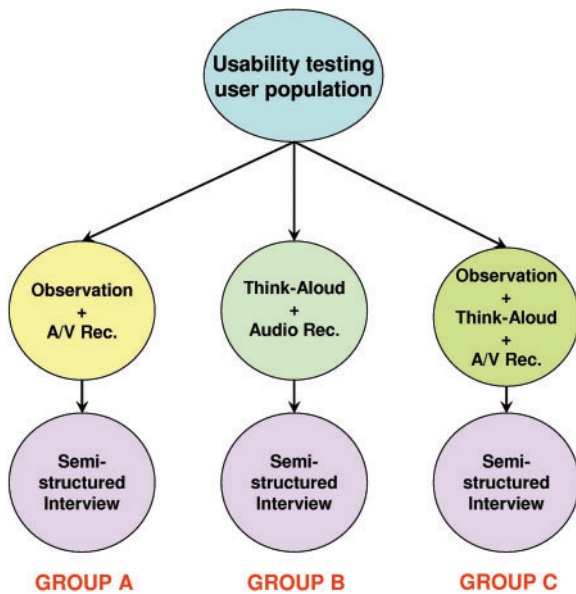 Usability testing
user population
Observation
+
A/V Rec.
Think-Aloud
+
Audio Rec.
Observation
+
Think-Aloud
+
A/V Rec.
Semi-
structured
Interview
Semi-
structured
Interview
Semi-
structured
Interview
GROUP A
GROUP B
GROUP C